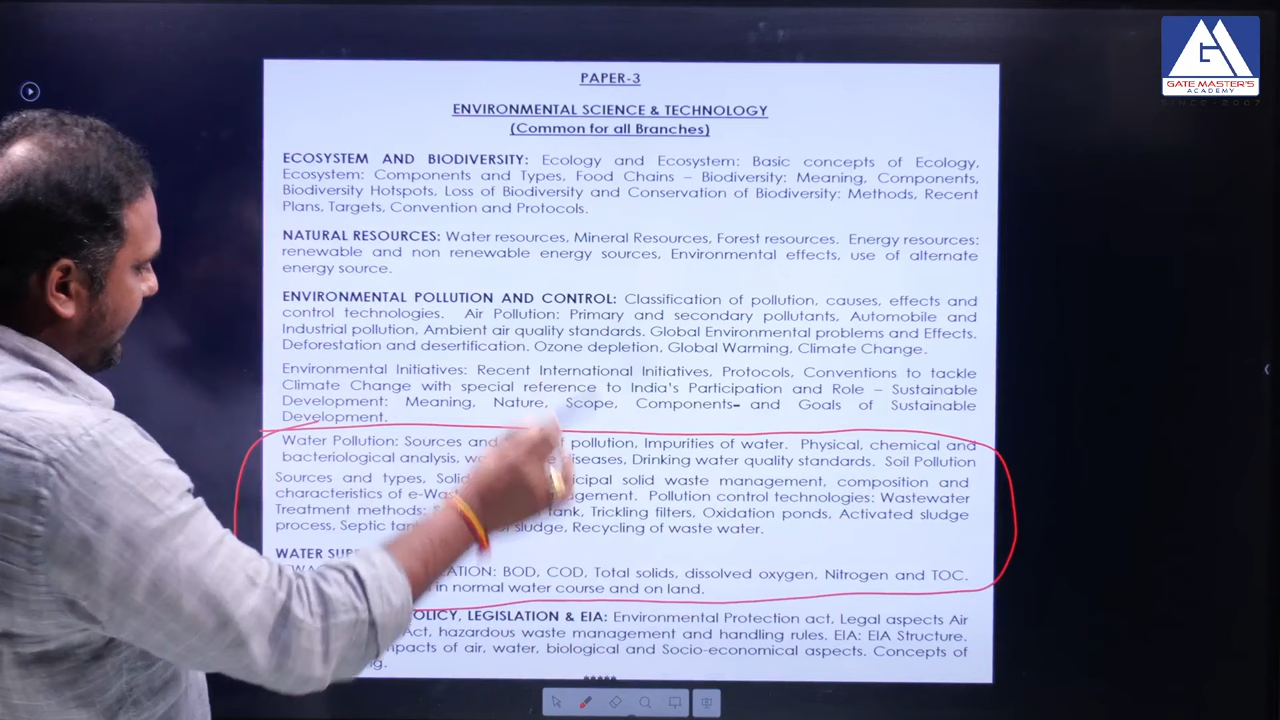 GATE MASTER'S
ACADEMY
SINCE-2007
PAPER-3
ENVIRONMENTAL SCIENCE & TECHNOLOGY
(Common for all Branches)
ECOSYSTEM AND BIODIVERSITY: Ecology and Ecosystem: Basic concepts of Ecology,
Ecosystem: Components and Types, Food Chains – Biodiversity: Meaning, Components,
Biodiversity Hotspots, Loss of Biodiversity and Conservation of Biodiversity: Methods, Recent
Plans, Targets, Convention and Protocols.
NATURAL RESOURCES: Water resources, Mineral Resources, Forest resources. Energy resources:
renewable and non renewable energy sources, Environmental effects, use of alternate
energy source.
ENVIRONMENTAL POLLUTION AND CONTROL: Classification of pollution, causes, effects and
control technologies. Air Pollution: Primary and secondary pollutants, Automobile and
Industrial pollution, Ambient air quality standards. Global Environmental problems and Effects.
Deforestation and desertification. Ozone depletion, Global Warming, Climate Change.
Environmental Initiatives: Recent International Initiatives, Protocols, Conventions to tackle
Climate Change with special reference to India's Participation and Role – Sustainable
Development: Meaning, Nature, Scope, Components- and Goals of Sustainable
Development.
Water Pollution: Sources and pollution, Impurities of water. Physical, chemical and
bacteriological analysis, diseases, Drinking water quality standards. Soil Pollution
Sources and types, solid waste management, composition and
characteristics of Pollution control technologies: Wastewater
Treatment methods: tank, Trickling filters, Oxidation ponds, Activated sludge
process, Septic sludge, Recycling of waste water.
WATER
BOD, COD, Total solids, dissolved oxygen, Nitrogen and TOC.
in normal water course and on land.
LEGISLATION & EIA: Environmental Protection act, Legal aspects Air
Act, hazardous waste management and handling rules. EIA: EIA Structure.
of air, water, biological and Socio-economical aspects. Concepts of